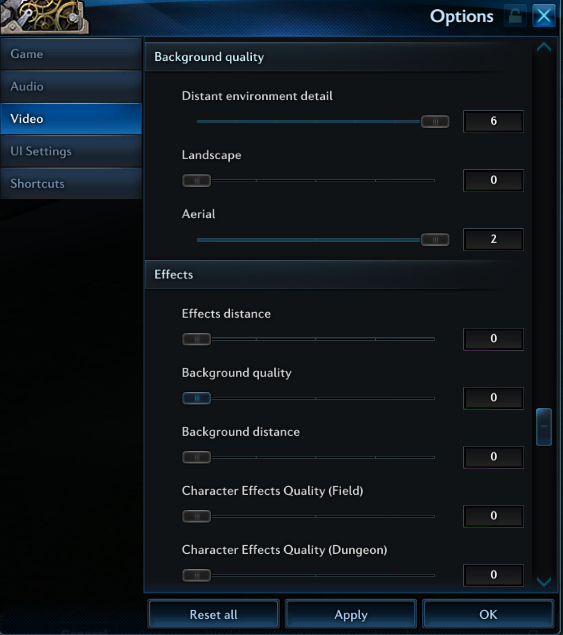 Options
Game
Audio
Video
UI Settings
Shortcuts
Background quality
Distant environment detail
6
Landscape
0
Aerial
2
Effects
Effects distance
0
Background quality
0
Background distance
0
Character Effects Quality (Field)
0
Character Effects Quality (Dungeon)
0
Reset all
Apply
OK